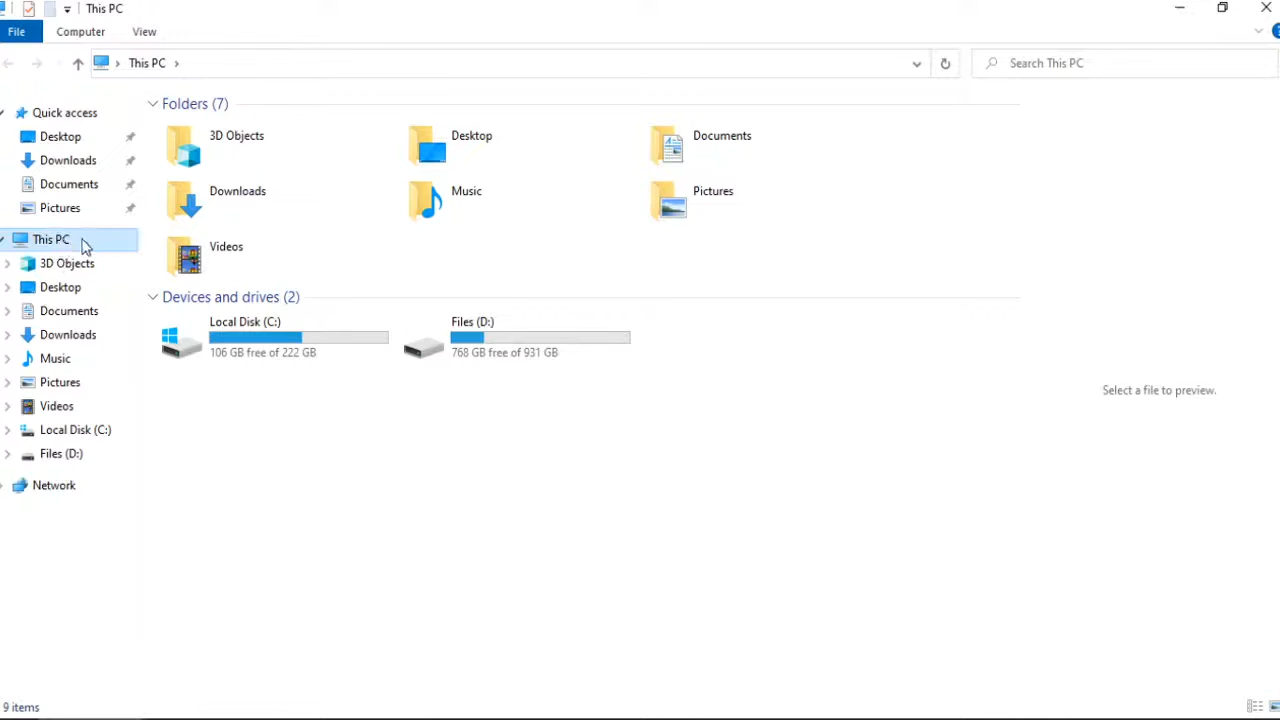 This PC
File Computer View
This PC
Search This PC
Quick access
Desktop
Downloads
Documents
Pictures
This PC
3D Objects
Desktop
Documents
Downloads
Music
Pictures
Videos
Local Disk (C:)
Files (D:)
Network
Folders (7)
3D Objects
Desktop
Documents
Downloads
Music
Pictures
Videos
Devices and drives (2)
Local Disk (C:)
106 GB free of 222 GB
Files (D:)
768 GB free of 931 GB
Select a file to preview.
9 items